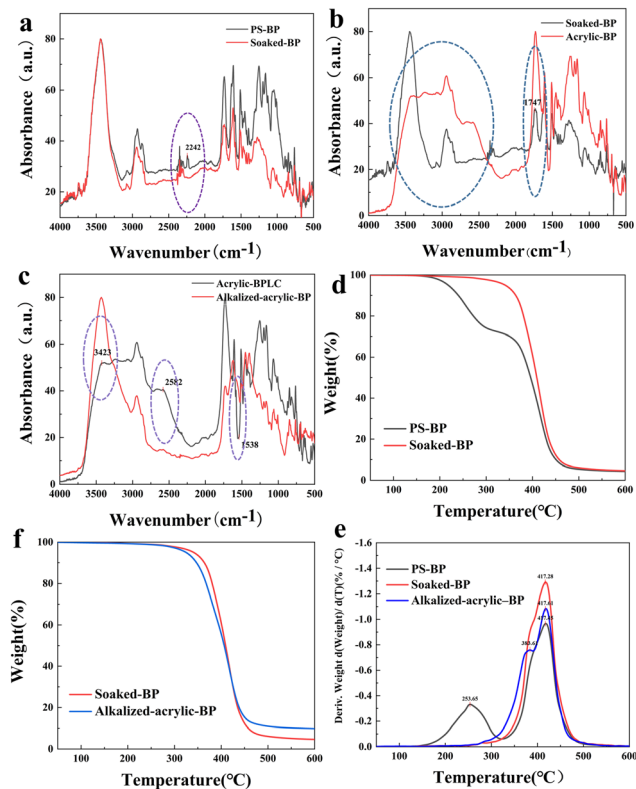 a
PS-BP
Soaked-BP
2242
Absorbance (a.u.)
80
60
40
20
4000 3500 3000 2500 2000 1500 1000 500
Wavenumber(cm-1)
b
Soaked-BP
Acrylic-BP
1747
Absorbance (a.u.)
80
60
40
20
0
4000 3500 3000 2500 2000 1500 1000 500
Wavenumber(cm-1)
c
Acrylic-BPLC
Alkalized-acrylic-BP
3423
2582
1538
Absorbance (a.u.)
80
60
40
20
0
4000 3500 3000 2500 2000 1500 1000 500
Wavenumber(cm-1)
d
PS-BP
Soaked-BP
Weight(%)
100
80
60
40
20
0
100 200 300 400 500 600
Temperature(°C)
f
Soaked-BP
Alkalized-acrylic-BP
Weight(%)
100
80
60
40
20
0
100 200 300 400 500 600
Temperature(°C)
e
PS-BP
Soaked-BP
Alkalized-acrylic-BP
417.28
417.61
253.65
Deriv. Weight d(Weight)/ d(T)(% / °C)
-1.6
-1.4
-1.2
-1.0
-0.8
-0.6
-0.4
-0.2
0.0
100 200 300 400 500 600
Temperature(°C)